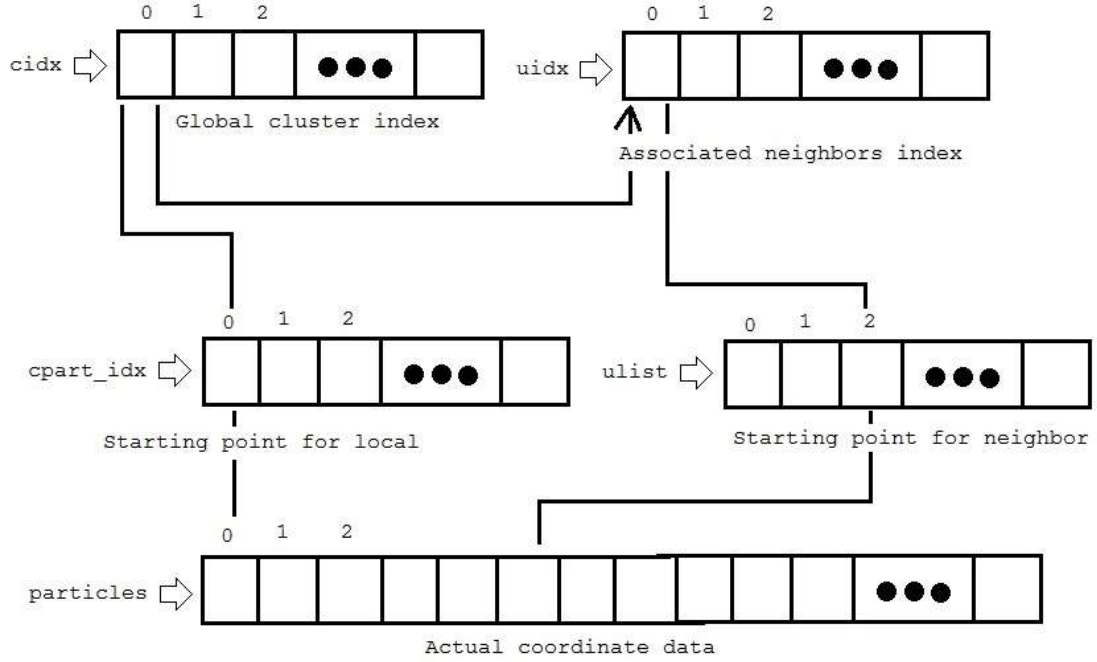 0 1 2
0 1 2
cidx
uidx
Global cluster index
Associated neighbors index
0 1 2
0 1 2
cpart_idx
ulist
Starting point for local
Starting point for neighbor
0 1 2
particles
Actual coordinate data